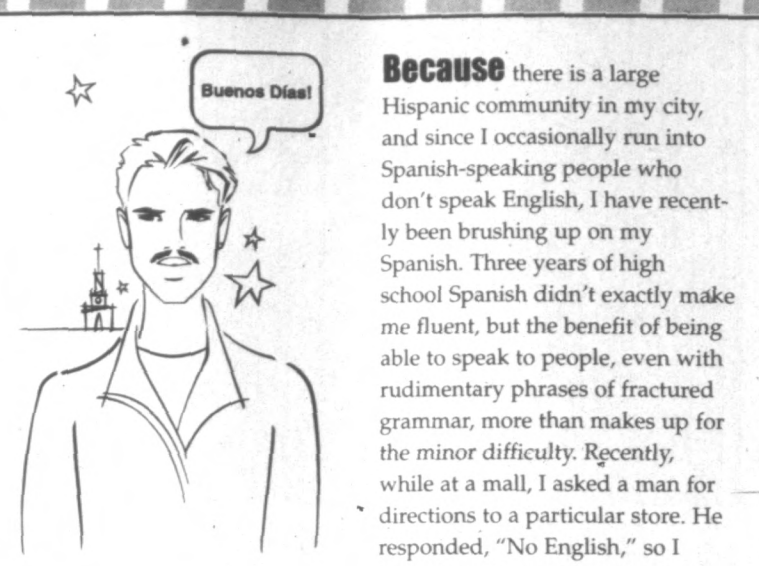 Buenos Días!
Because there is a large
Hispanic community in my city,
and since I occasionally run into
Spanish-speaking people who
don't speak English, I have recent-
ly been brushing up on my
Spanish. Three years of high
school Spanish didn't exactly make
me fluent, but the benefit of being
able to speak to people, even with
rudimentary phrases of fractured
grammar, more than makes up for
the minor difficulty. Recently,
while at a mall, I asked a man for
directions to a particular store. He
responded, "No English," so I